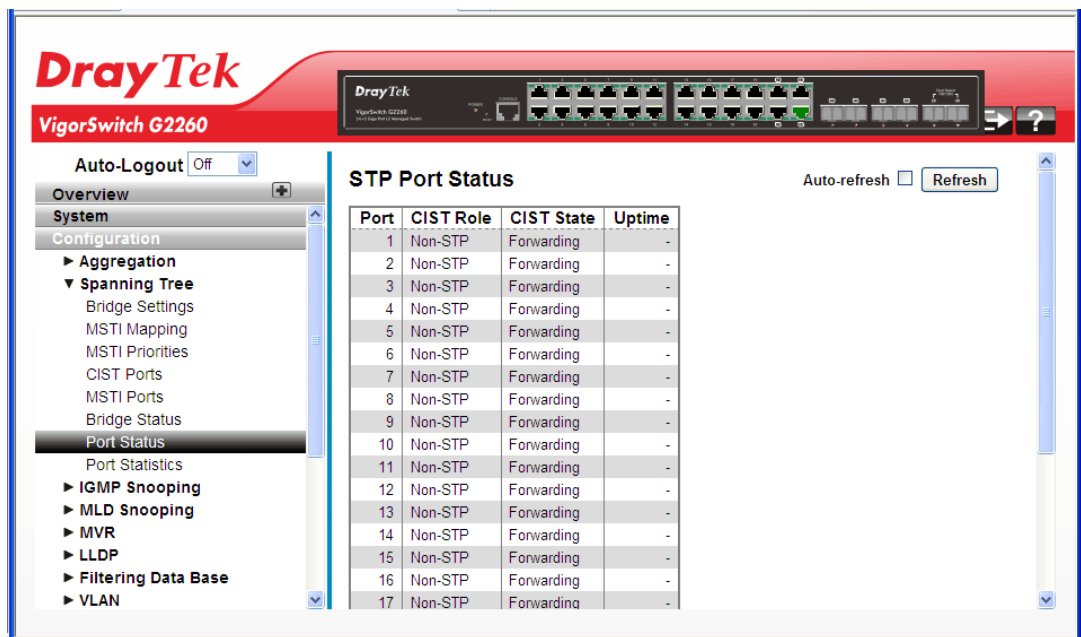 DrayTek
VigorSwitch G2260
DrayTek
VigorSwitch G2260
POWER
CONSOLE
?
Auto-Logout Off
Overview
System
Configuration
► Aggregation
▼ Spanning Tree
Bridge Settings
MSTI Mapping
MSTI Priorities
CIST Ports
MSTI Ports
Bridge Status
Port Status
Port Statistics
► IGMP Snooping
► MLD Snooping
► MVR
► LLDP
► Filtering Data Base
► VLAN
STP Port Status
Auto-refresh Refresh
Port CIST Role CIST State Uptime
1 Non-STP Forwarding -
2 Non-STP Forwarding -
3 Non-STP Forwarding -
4 Non-STP Forwarding -
5 Non-STP Forwarding -
6 Non-STP Forwarding -
7 Non-STP Forwarding -
8 Non-STP Forwarding -
9 Non-STP Forwarding -
10 Non-STP Forwarding -
11 Non-STP Forwarding -
12 Non-STP Forwarding -
13 Non-STP Forwarding -
14 Non-STP Forwarding -
15 Non-STP Forwarding -
16 Non-STP Forwarding -
17 Non-STP Forwarding -